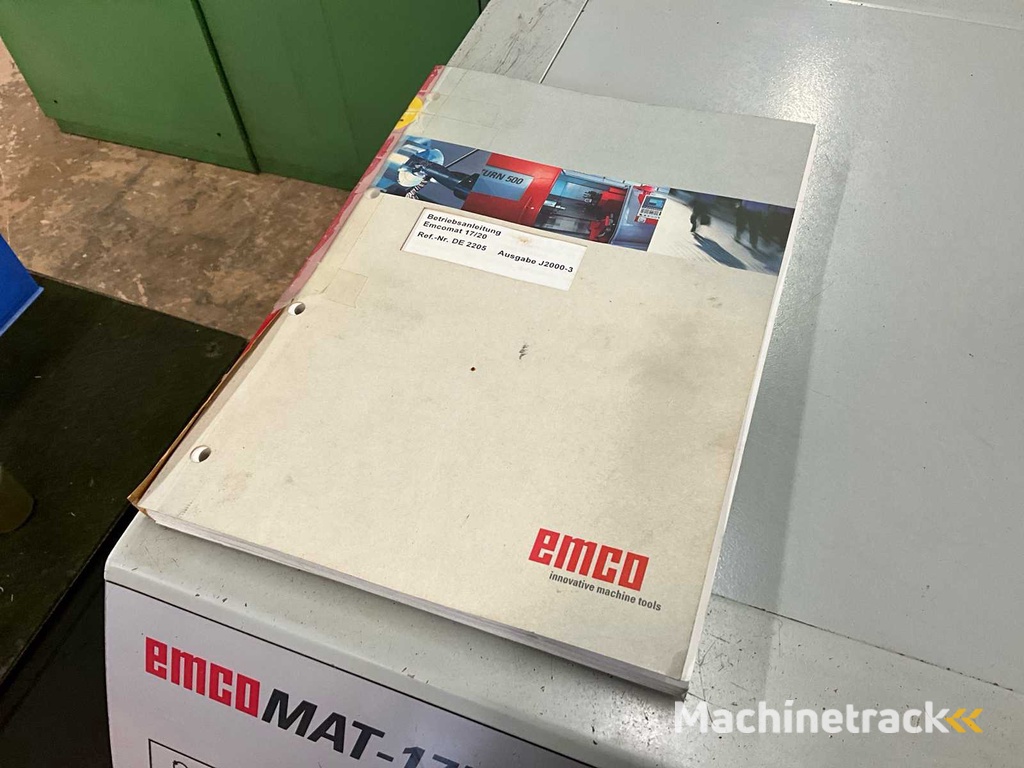 TURN 500
Betriebsanleitung
Emcomat 17/20
Ref.-Nr. DE 2205 Ausgabe J2000-3
emco
innovative machine tools
emcoMAT-17
Machinetrack